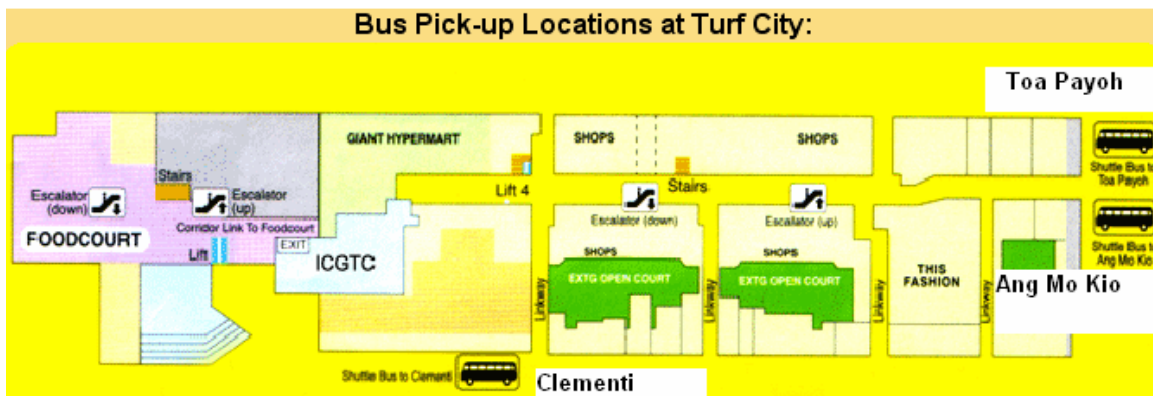 Bus Pick-up Locations at Turf City:
Toa Payoh
GIANT HYPERMART
SHOPS
SHOPS
Shuttle Bus to
Toa Payoh
Stairs
Lift 4
Stairs
Escalator
(down)
Escalator
(up)
Corridor Link To Foodcourt
FOODCOURT
EXIT
Lift
ICGTC
Escalator (down)
Escallator (up)
SHOPS
SHOPS
EXTG OPEN COURT
EXTG OPEN COURT
THIS
FASHION
Shuttle Bus to
Ang Mo Kio
Ang Mo Kio
Linkway
Linkway
Linkway
Linkway
Shuttle Bus to Clementi
Clementi